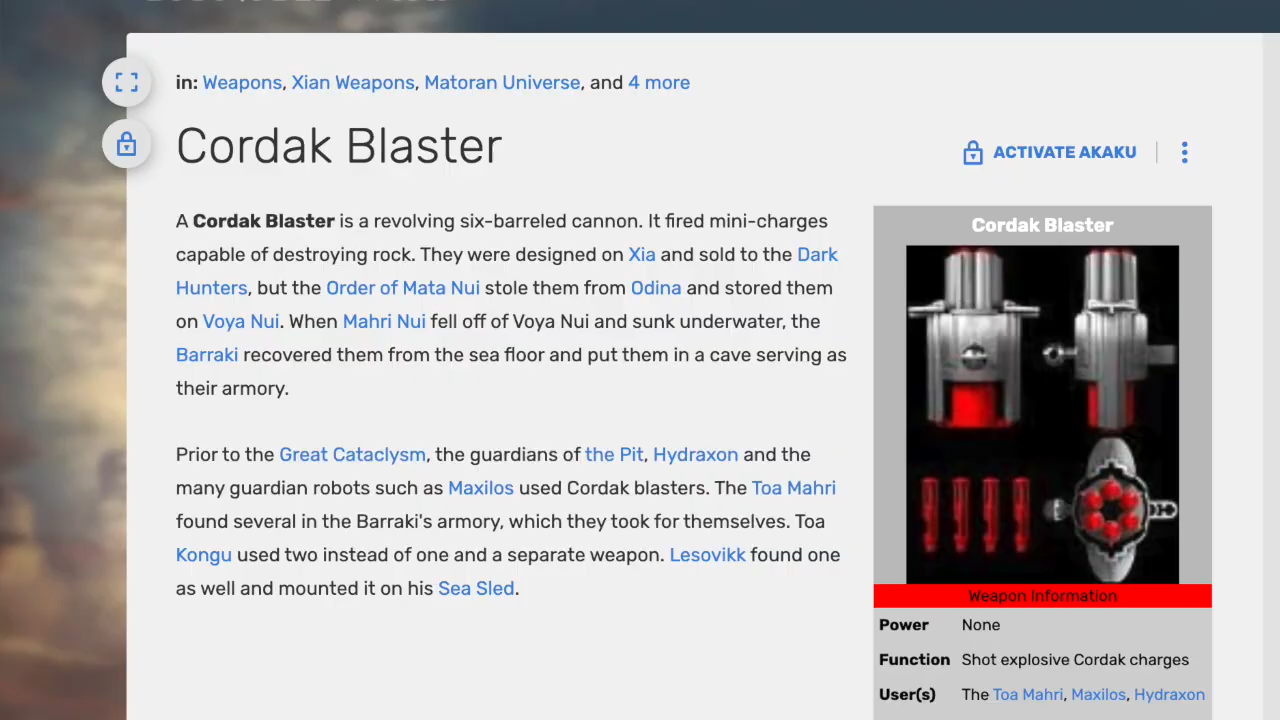 in: Weapons, Xian Weapons, Matoran Universe, and 4 more
Cordak Blaster
ACTIVATE AKAKU
A Cordak Blaster is a revolving six-barreled cannon. It fired mini-charges
capable of destroying rock. They were designed on Xia and sold to the Dark
Hunters, but the Order of Mata Nui stole them from Odina and stored them
on Voya Nui. When Mahri Nui fell off of Voya Nui and sunk underwater, the
Barraki recovered them from the sea floor and put them in a cave serving as
their armory.
Prior to the Great Cataclysm, the guardians of the Pit, Hydraxon and the
many guardian robots such as Maxilos used Cordak blasters. The Toa Mahri
found several in the Barraki's armory, which they took for themselves. Toa
Kongu used two instead of one and a separate weapon. Lesovikk found one
as well and mounted it on his Sea Sled.
Cordak Blaster
Weapon Information
Power None
Function Shot explosive Cordak charges
User(s) The Toa Mahri, Maxilos, Hydraxon